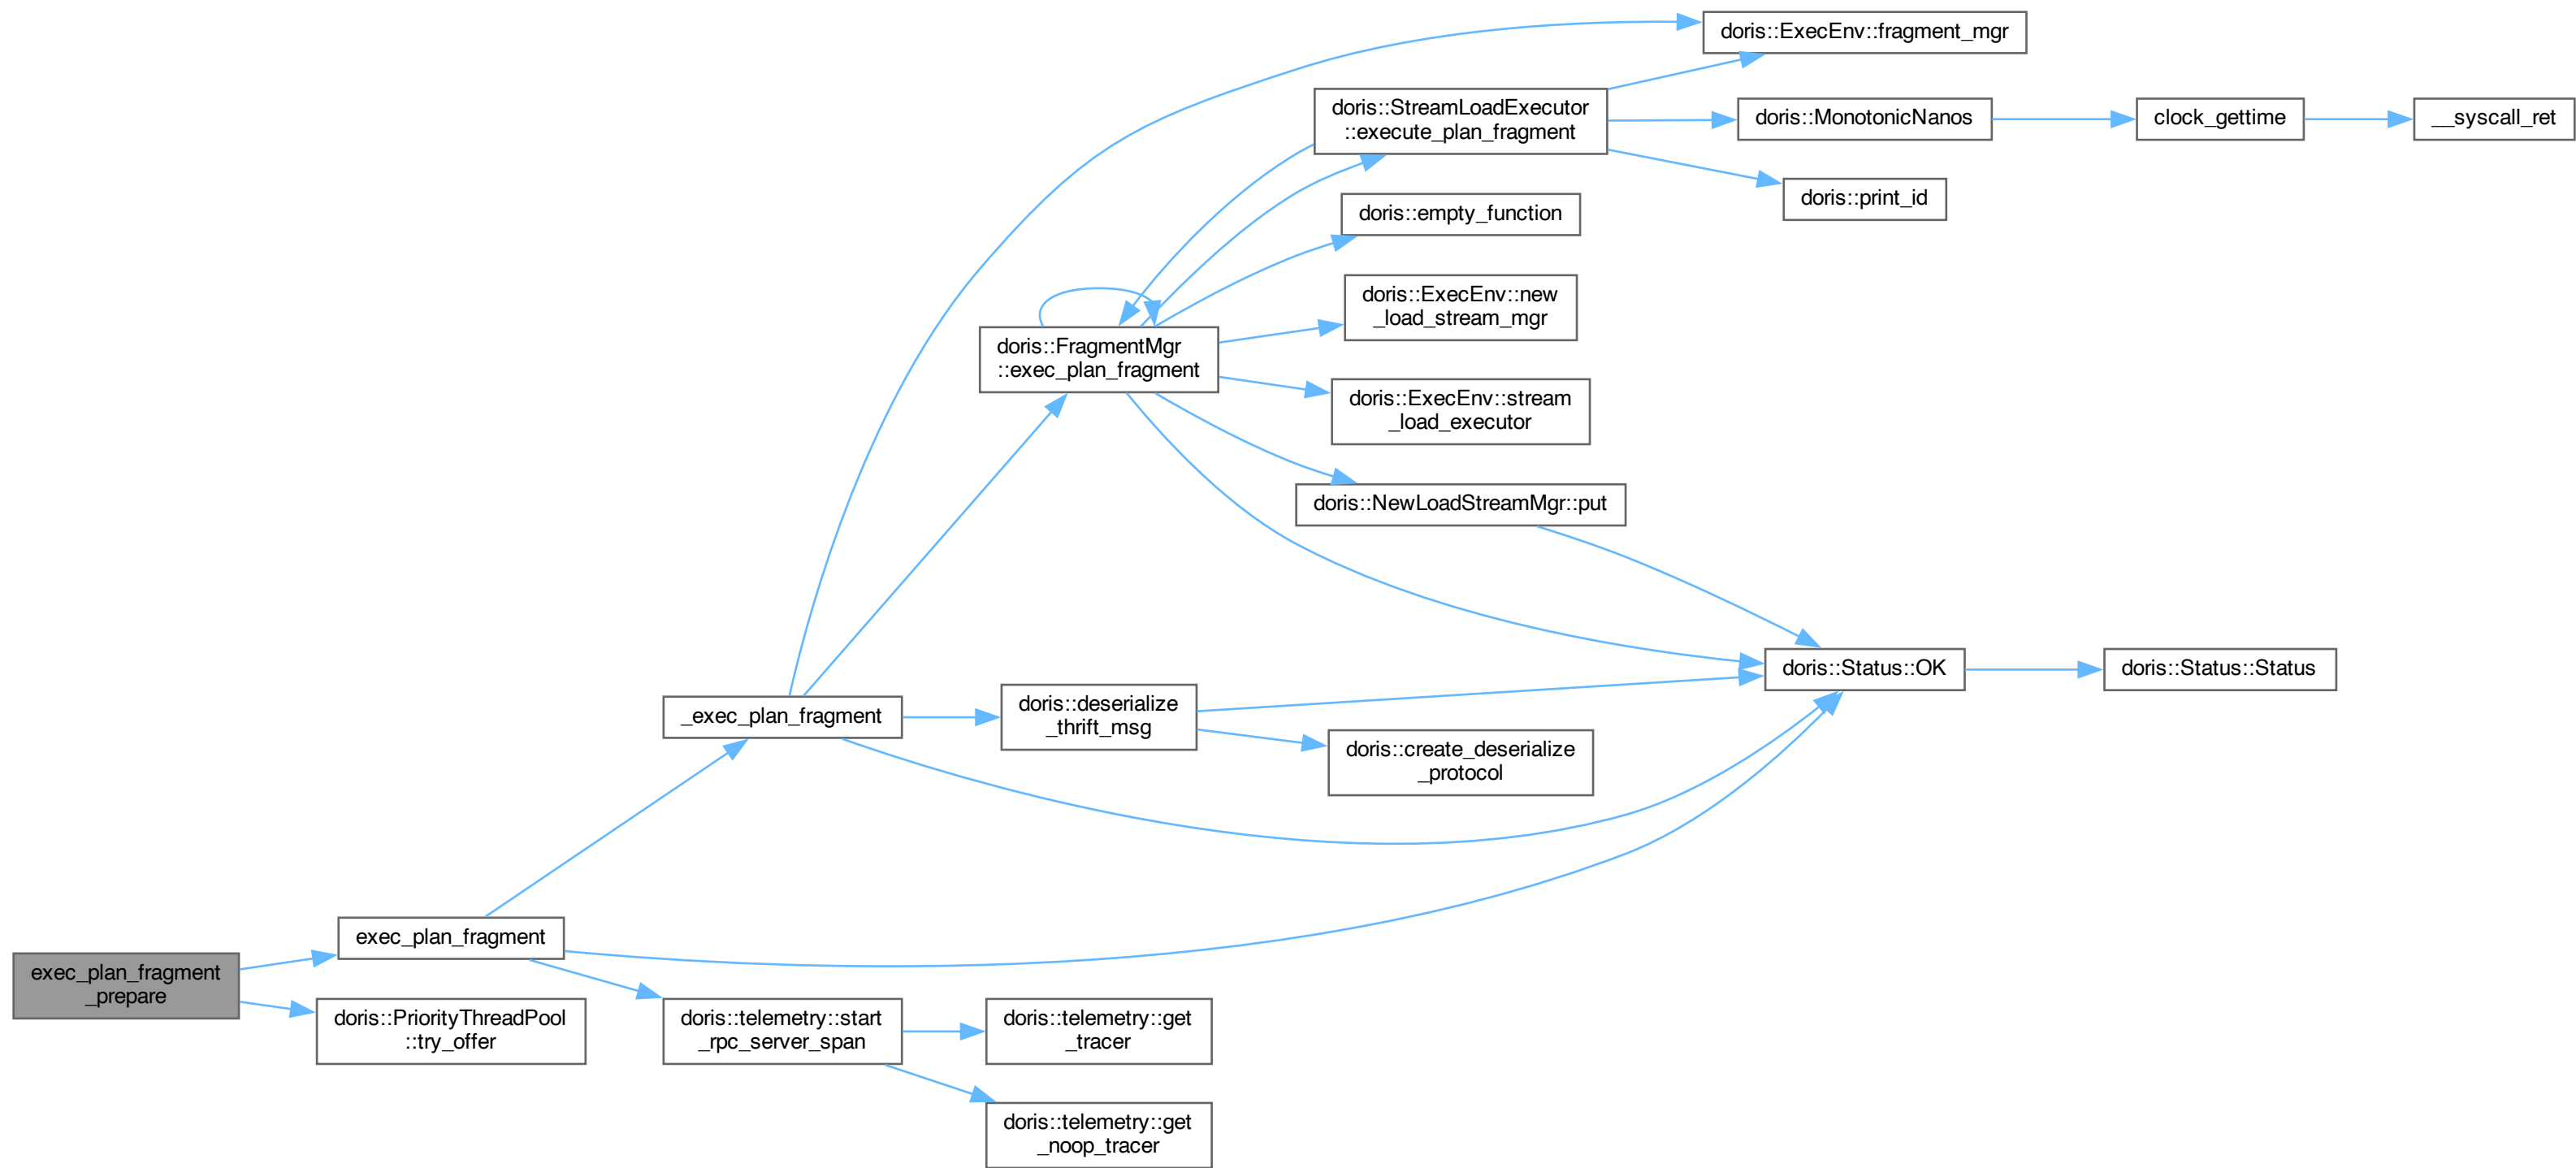 doris::ExecEnv::fragment_mgr
doris::StreamLoadExecutor
::execute_plan_fragment
doris::MonotonicNanos
clock_gettime
__syscall_ret
doris::print_id
doris::empty_function
doris::ExecEnv::new
_load_stream_mgr
doris::FragmentMgr
::exec_plan_fragment
doris::ExecEnv::stream
_load_executor
doris::NewLoadStreamMgr::put
doris::Status::OK
doris::Status::Status
_exec_plan_fragment
doris::deserialize
_thrift_msg
doris::create_deserialize
_protocol
exec_plan_fragment
exec_plan_fragment
_prepare
doris::PriorityThreadPool
::try_offer
doris::telemetry::start
_rpc_server_span
doris::telemetry::get
_tracer
doris::telemetry::get
_noop_tracer